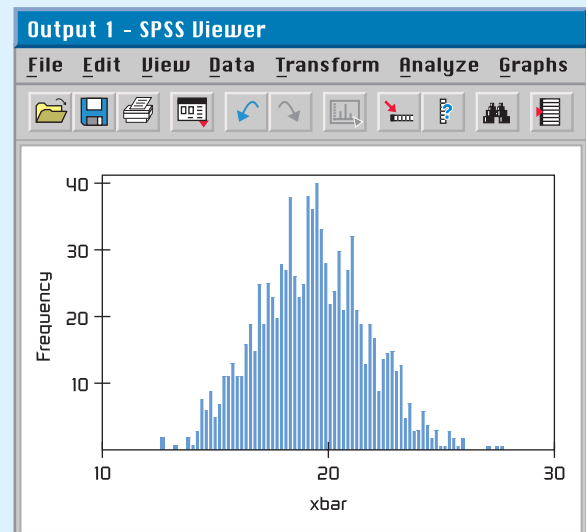 Output 1 - SPSS Viewer
File Edit View Data Transform Analyze Graphs
?
40
30
20
10
Frequency
10 20 30
xbar